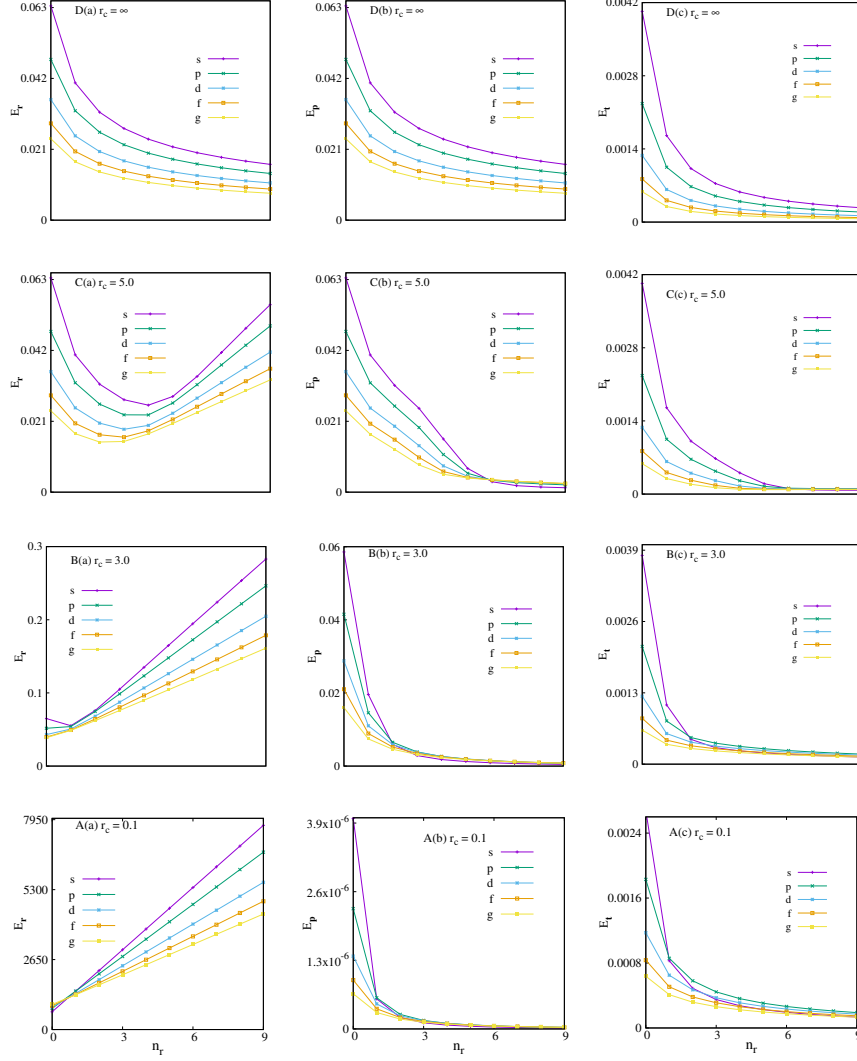 D(a) r_c = ∞
E_r
0.063
0.042
0.021
0
s
p
d
f
g
D(b) r_c = ∞
E_p
0.063
0.042
0.021
0
s
p
d
f
g
D(c) r_c = ∞
E_t
0.0042
0.0028
0.0014
0
s
p
d
f
g
C(a) r_c = 5.0
E_r
0.063
0.042
0.021
0
s
p
d
f
g
C(b) r_c = 5.0
E_p
0.063
0.042
0.021
0
s
p
d
f
g
C(c) r_c = 5.0
E_t
0.0042
0.0028
0.0014
0
s
p
d
f
g
B(a) r_c = 3.0
E_r
0.3
0.2
0.1
0
s
p
d
f
g
B(b) r_c = 3.0
E_p
0.06
0.04
0.02
0
s
p
d
f
g
B(c) r_c = 3.0
E_t
0.0039
0.0026
0.0013
0
s
p
d
f
g
A(a) r_c = 0.1
E_r
7950
5300
2650
0
s
p
d
f
g
0 3 6 9
n_r
A(b) r_c = 0.1
E_p
3.9x10^-6
2.6x10^-6
1.3x10^-6
0
s
p
d
f
g
0 3 6 9
n_r
A(c) r_c = 0.1
E_t
0.0024
0.0016
0.0008
0
s
p
d
f
g
0 3 6 9
n_r